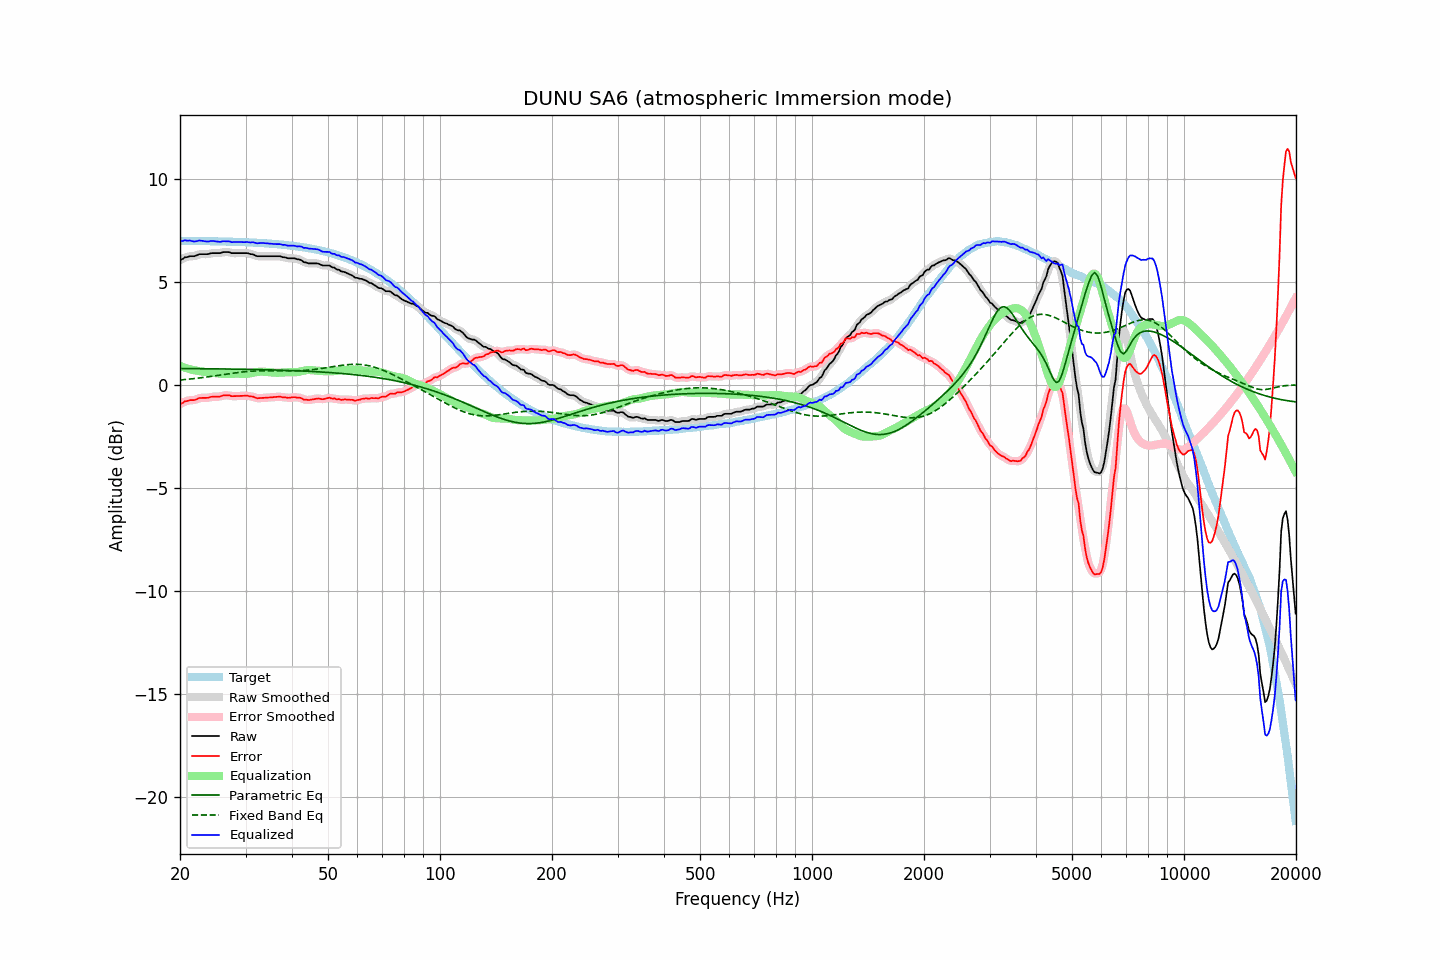 DUNU SA6 (atmospheric Immersion mode)
10
5
0
−5
−10
−15
−20
Amplitude (dBr)
Target
Raw Smoothed
Error Smoothed
Raw
Error
Equalization
Parametric Eq
Fixed Band Eq
Equalized
20 50 100 200 500 1000 2000 5000 10000 20000
Frequency (Hz)